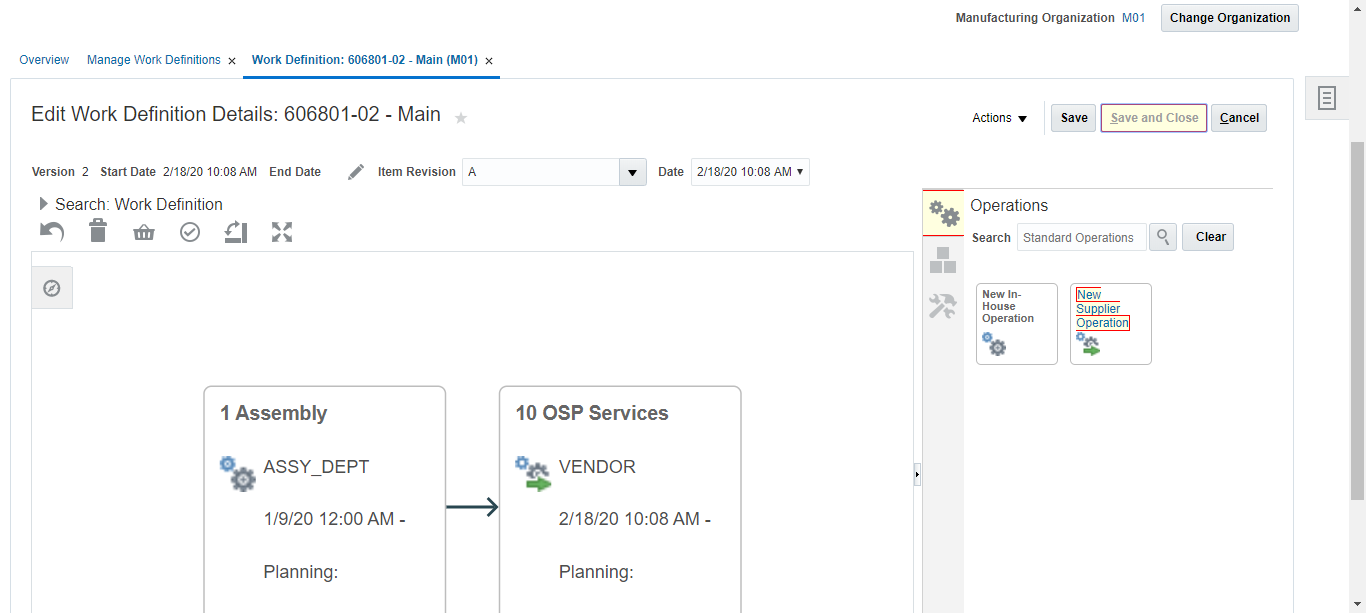 Manufacturing Organization M01 Change Organization
Overview Manage Work Definitions × Work Definition: 606801-02 - Main (M01) ×
Edit Work Definition Details: 606801-02 - Main
Actions Save Save and Close Cancel
Version 2 Start Date 2/18/20 10:08 AM End Date Item Revision A Date 2/18/20 10:08 AM
Search: Work Definition
Operations
Search Standard Operations Clear
New In-
House
Operation
New
Supplier
Operation
1 Assembly
ASSY_DEPT
1/9/20 12:00 AM -
Planning:
10 OSP Services
VENDOR
2/18/20 10:08 AM -
Planning: